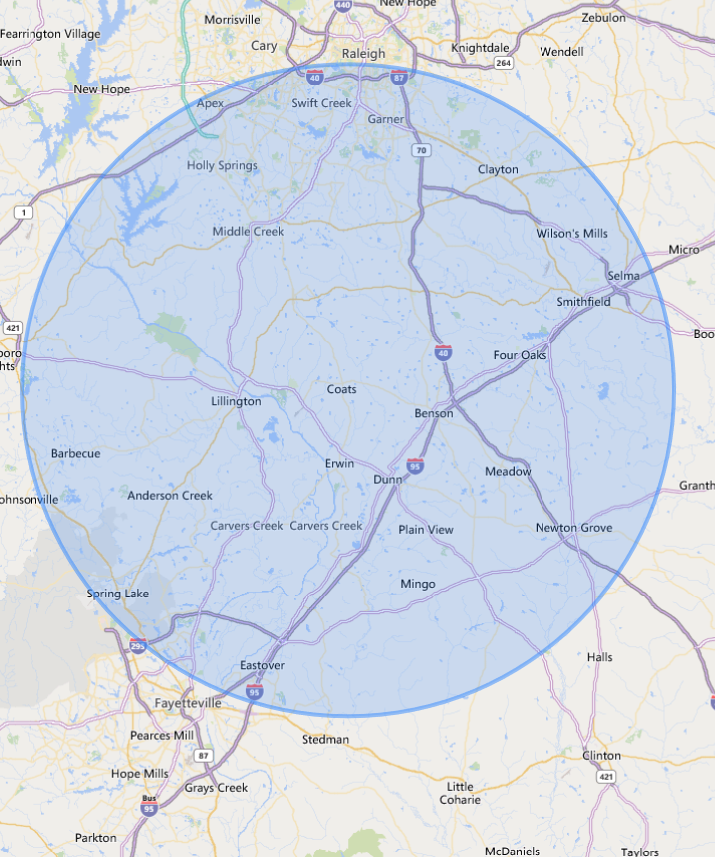 440
New Hope
Morrisville
Zebulon
Fearrington Village
Cary
Raleigh
Knightdale
Wendell
dwin
264
40
87
New Hope
Apex
Swift Creek
Garner
70
Holly Springs
Clayton
1
Middle Creek
Wilson's Mills
Micro
Selma
Smithfield
421
Boo
boro
hts
40
Four Oaks
Coats
Lillington
Benson
Barbecue
Erwin
95
Meadow
Dunn
Granth
ohnsonville
Anderson Creek
Carvers Creek
Carvers Creek
Plain View
Newton Grove
Mingo
Spring Lake
295
Halls
Eastover
95
Fayetteville
Pearces Mill
Stedman
87
Clinton
Hope Mills
421
Grays Creek
Little
Coharie
Bus
95
Parkton
McDaniels
Taylors